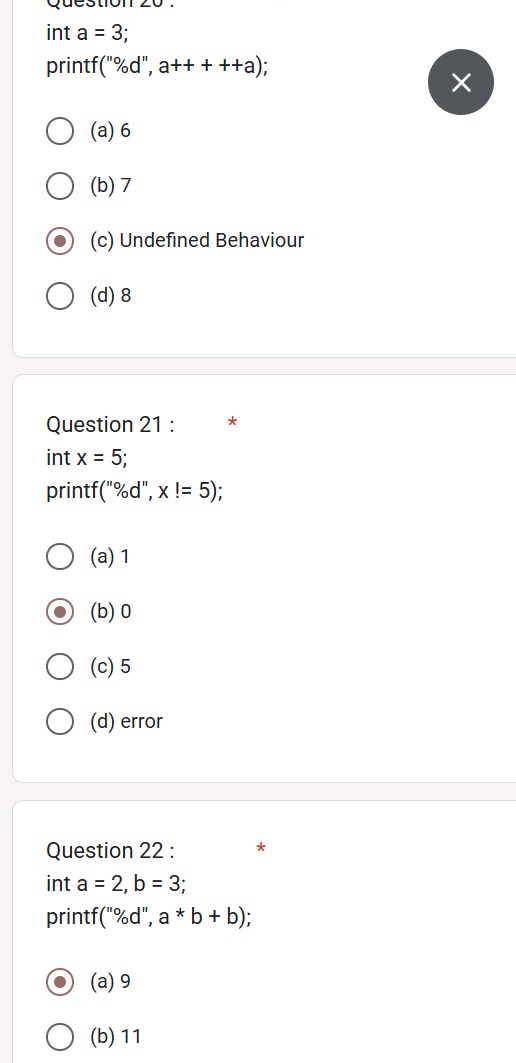 Question 20 :
int a = 3;
printf("%d", a++ + ++a);
(a) 6
(b) 7
(c) Undefined Behaviour
(d) 8
Question 21 : *
int x = 5;
printf("%d", x != 5);
(a) 1
(b) 0
(c) 5
(d) error
Question 22 : *
int a = 2, b = 3;
printf("%d", a * b + b);
(a) 9
(b) 11